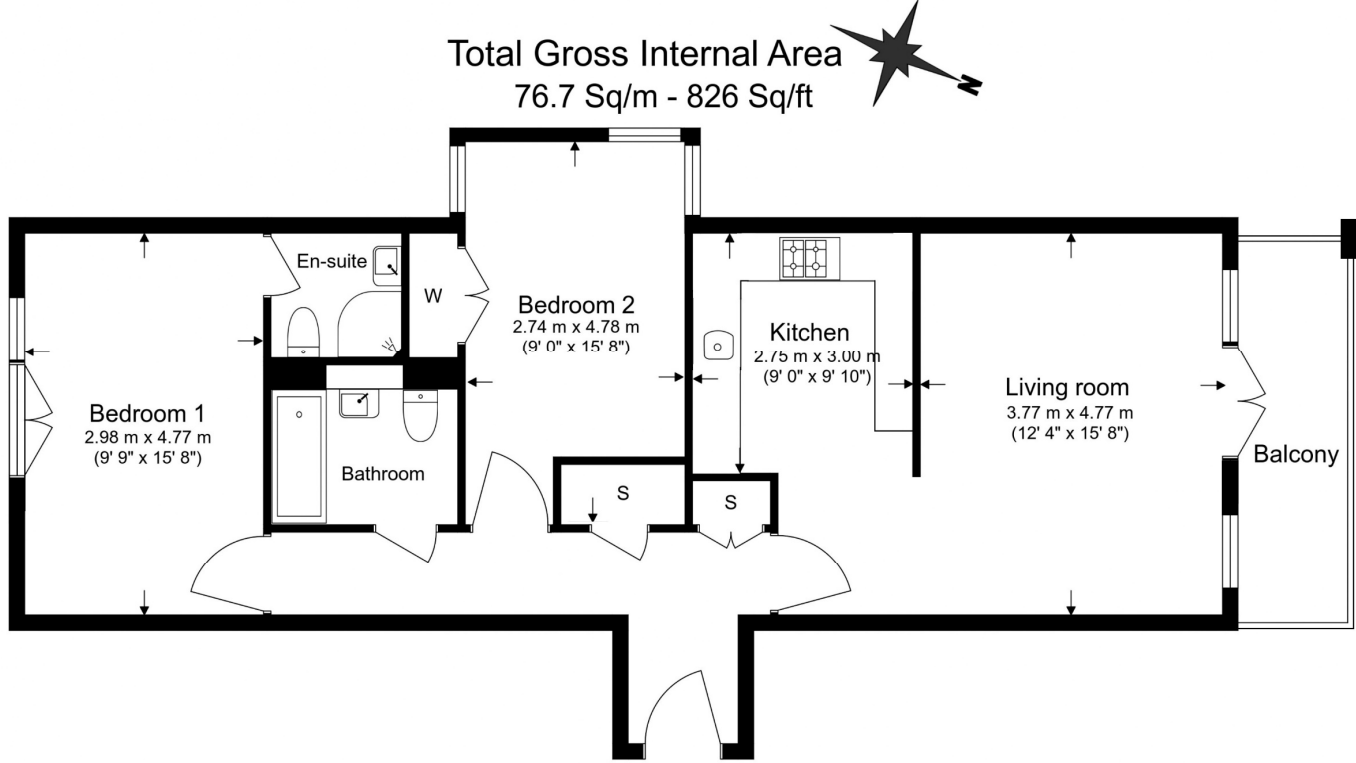 Total Gross Internal Area
76.7 Sq/m - 826 Sq/ft
N
En-suite
W
Bedroom 2
2.74 m x 4.78 m
(9' 0" x 15' 8")
Kitchen
2.75 m x 3.00 m
(9' 0" x 9' 10")
Living room
3.77 m x 4.77 m
(12' 4" x 15' 8")
Bedroom 1
2.98 m x 4.77 m
(9' 9" x 15' 8")
Bathroom
Balcony
S
S